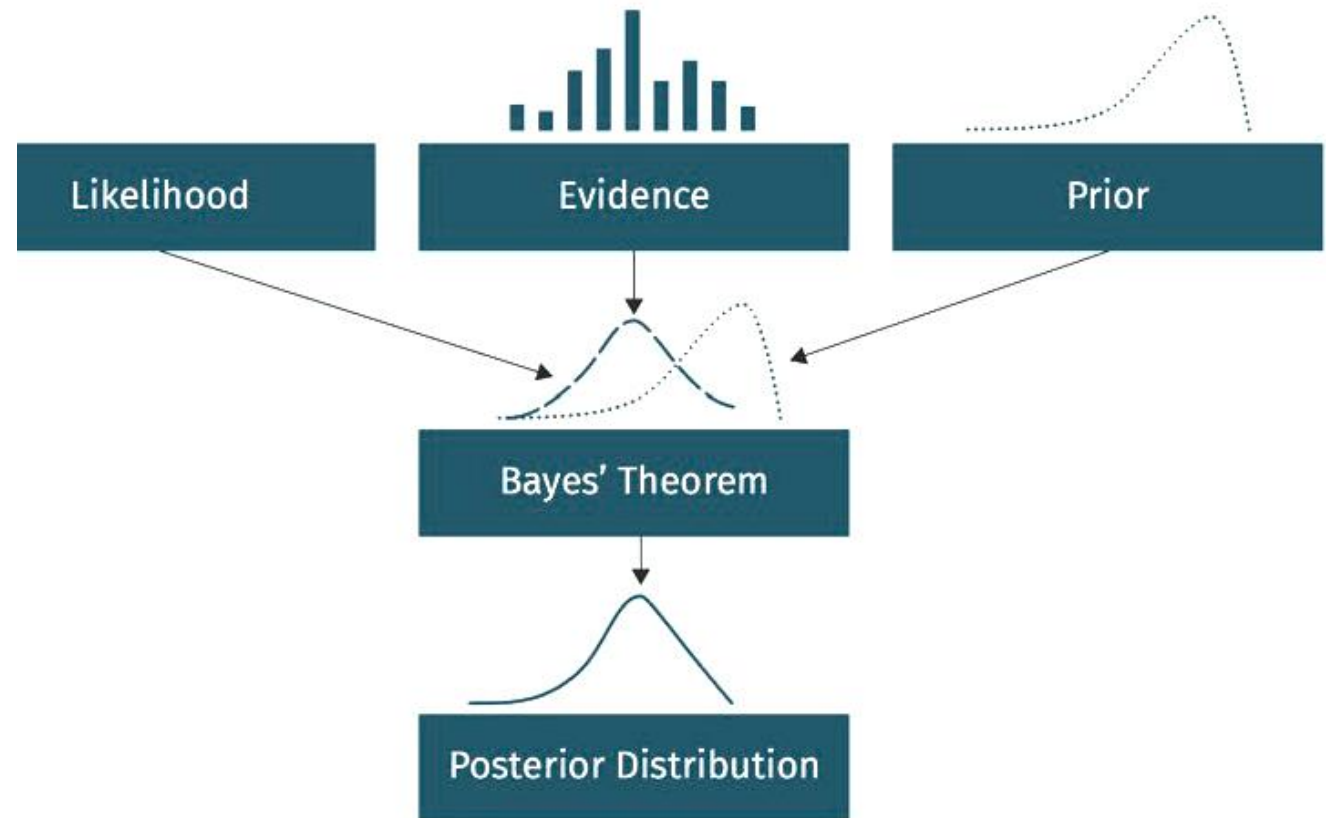 Likelihood
Evidence
Prior
Bayes’ Theorem
Posterior Distribution